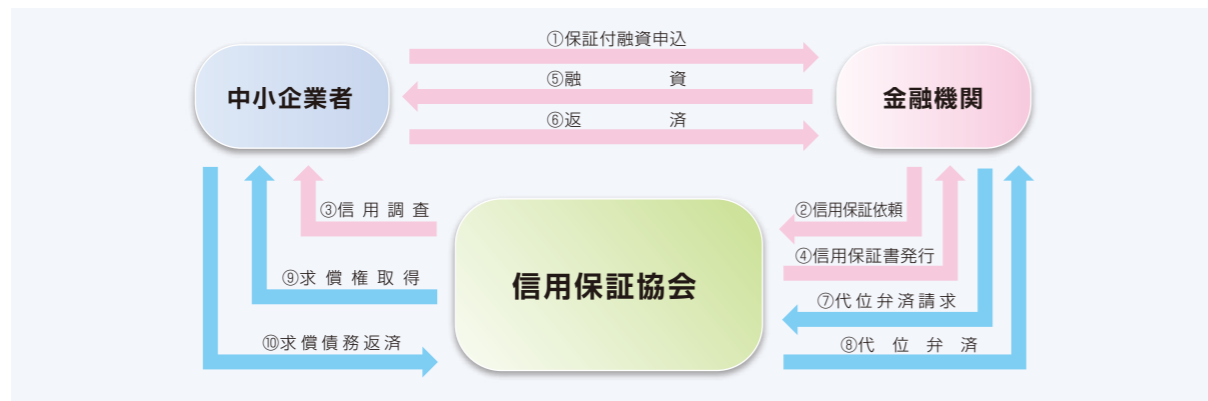 ①保証付融資申込
中小企業者
⑤融 資
金融機関
⑥返 済
③信用調査
②信用保証依頼
④信用保証書発行
⑨求償権取得
信用保証協会
⑦代位弁済請求
⑩求償債務返済
⑧代位弁済